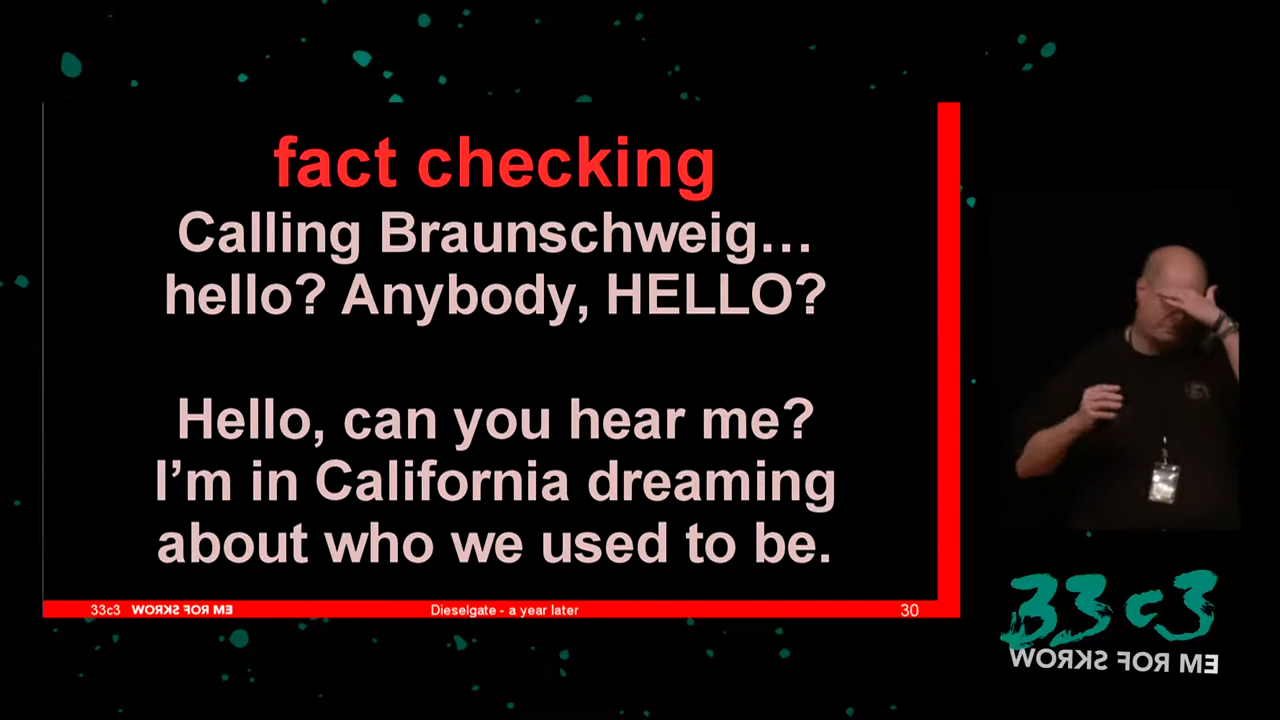 fact checking
Calling Braunschweig…
hello? Anybody, HELLO?
Hello, can you hear me?
I’m in California dreaming
about who we used to be.
33c3 WORKS FOR ME
Dieselgate - a year later
30
33c3
WORKS FOR ME